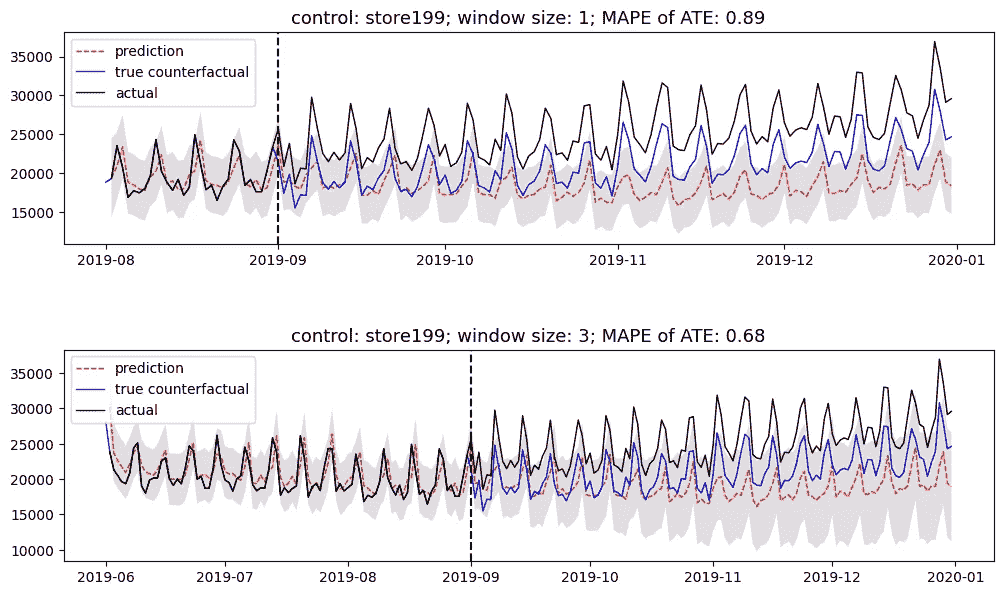 control: store199; window size: 1; MAPE of ATE: 0.89
prediction
true counterfactual
actual
35000
30000
25000
20000
15000
2019-08 2019-09 2019-10 2019-11 2019-12 2020-01
control: store199; window size: 3; MAPE of ATE: 0.68
prediction
true counterfactual
actual
35000
30000
25000
20000
15000
10000
2019-06 2019-07 2019-08 2019-09 2019-10 2019-11 2019-12 2020-01